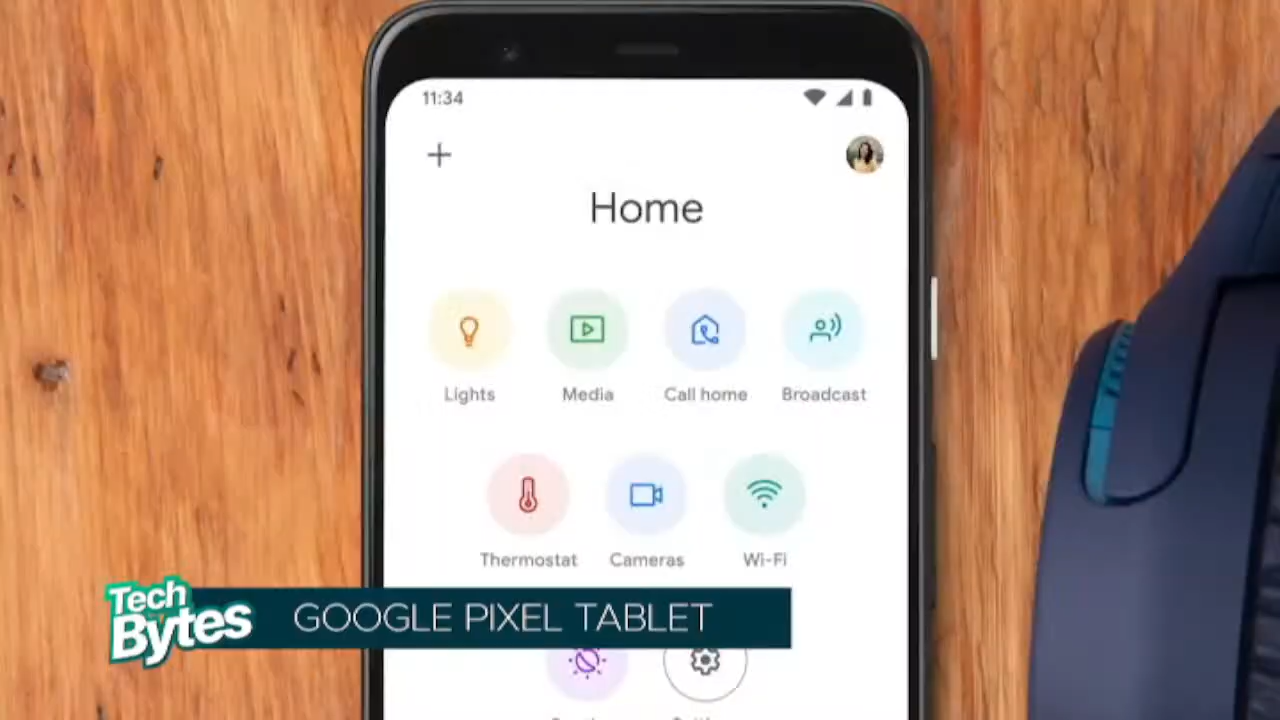 11:34
Home
Lights Media Call home Broadcast
Thermostat Cameras Wi-Fi
Tech
Bytes
GOOGLE PIXEL TABLET